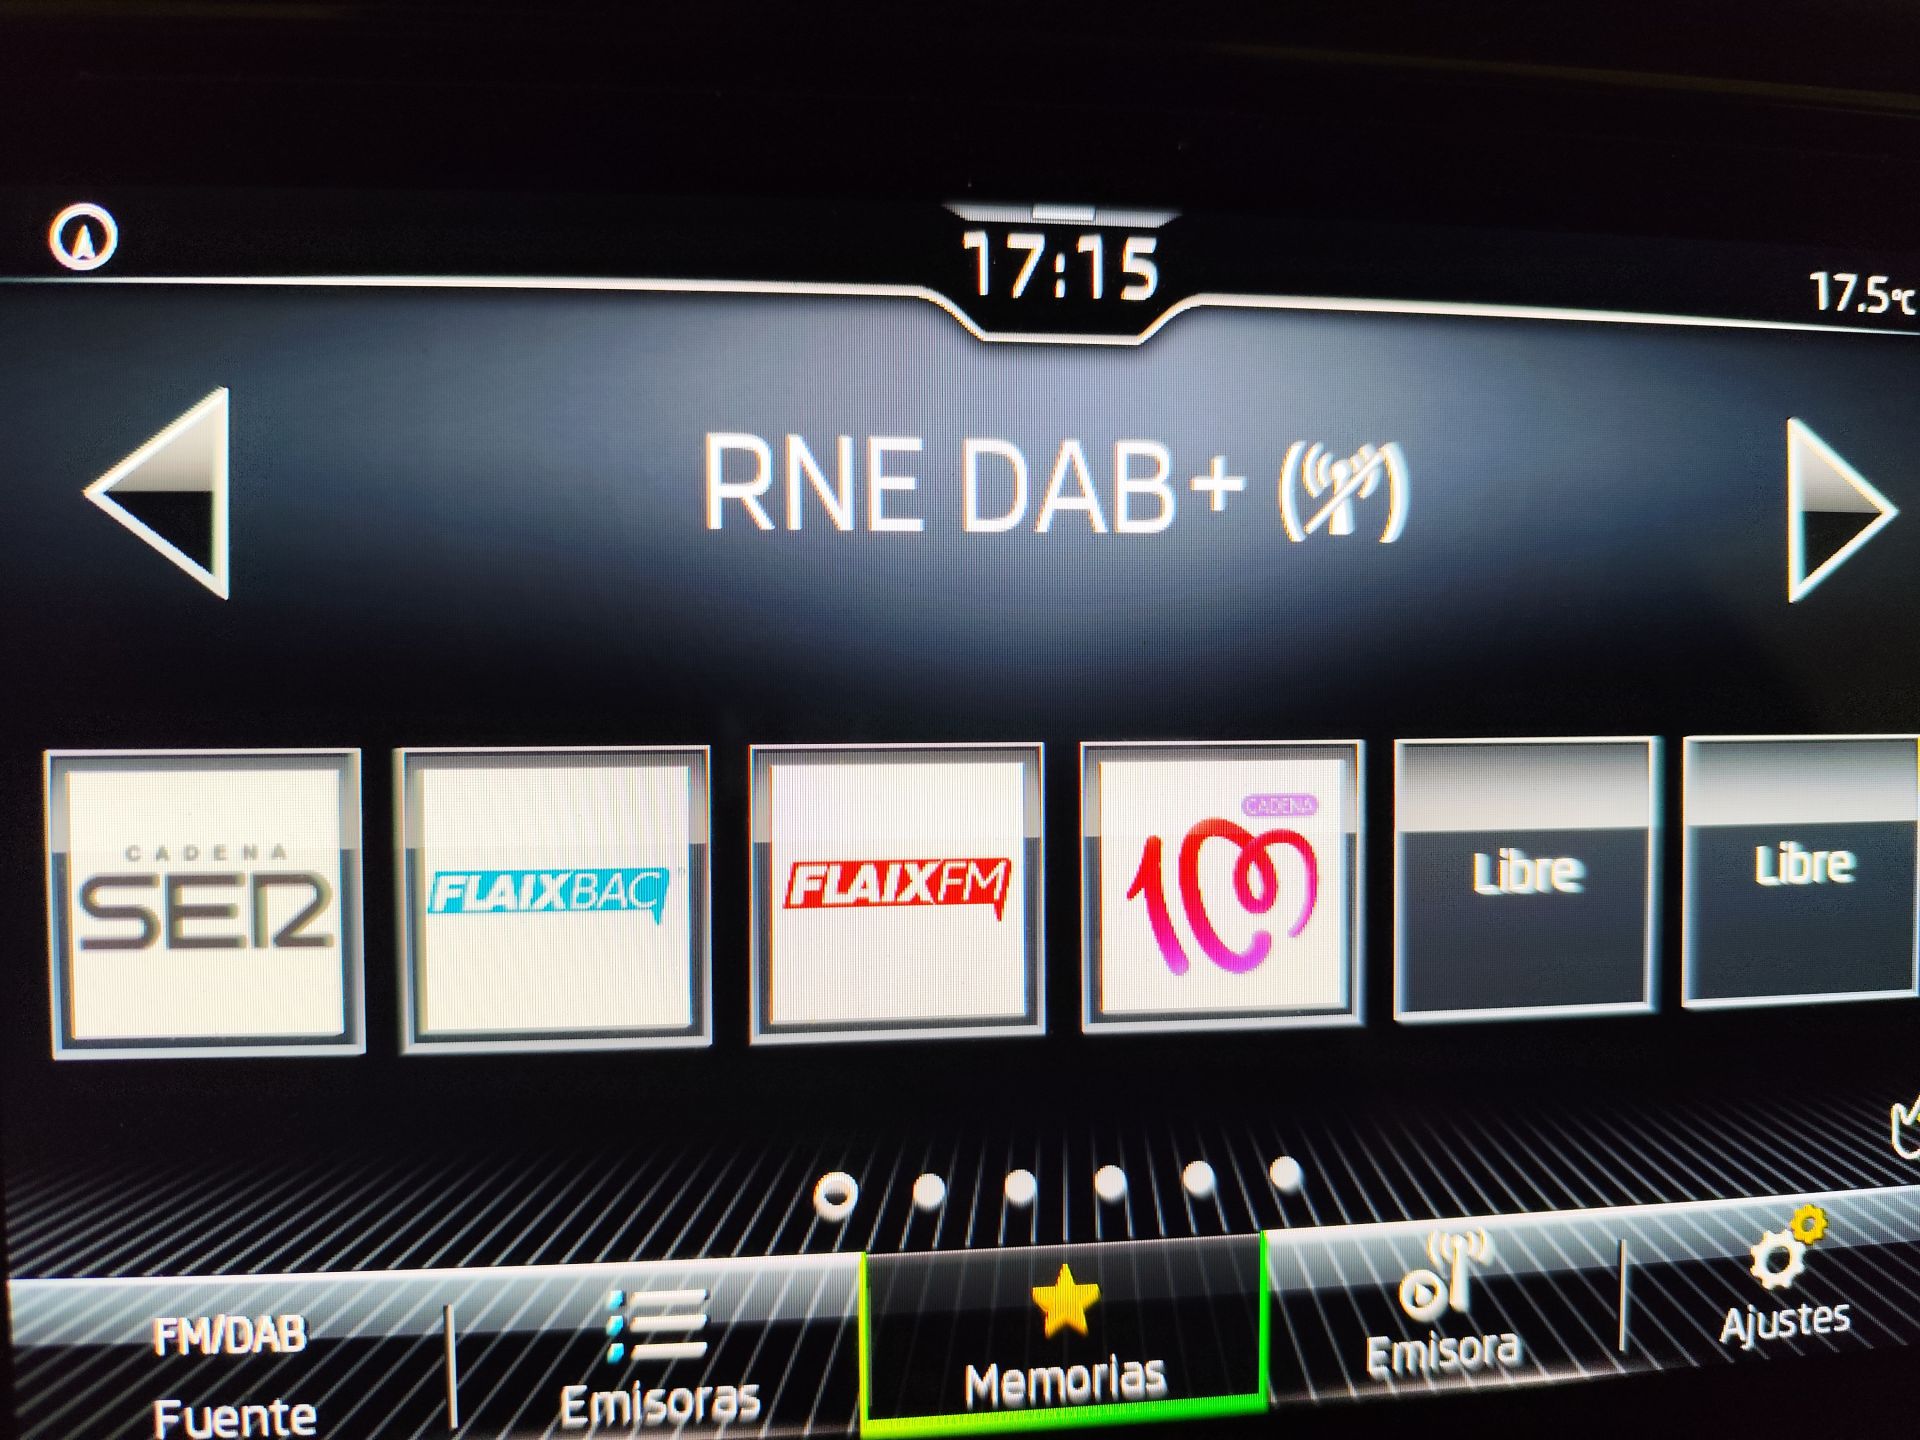 17:15
17.5°C
RNE DAB+
CADENA
SER
FLAIXBAC
FLAIXFM
CADENA
100
Libre
Libre
FM/DAB
Fuente
Emisoras
Memorias
Emisora
Ajustes